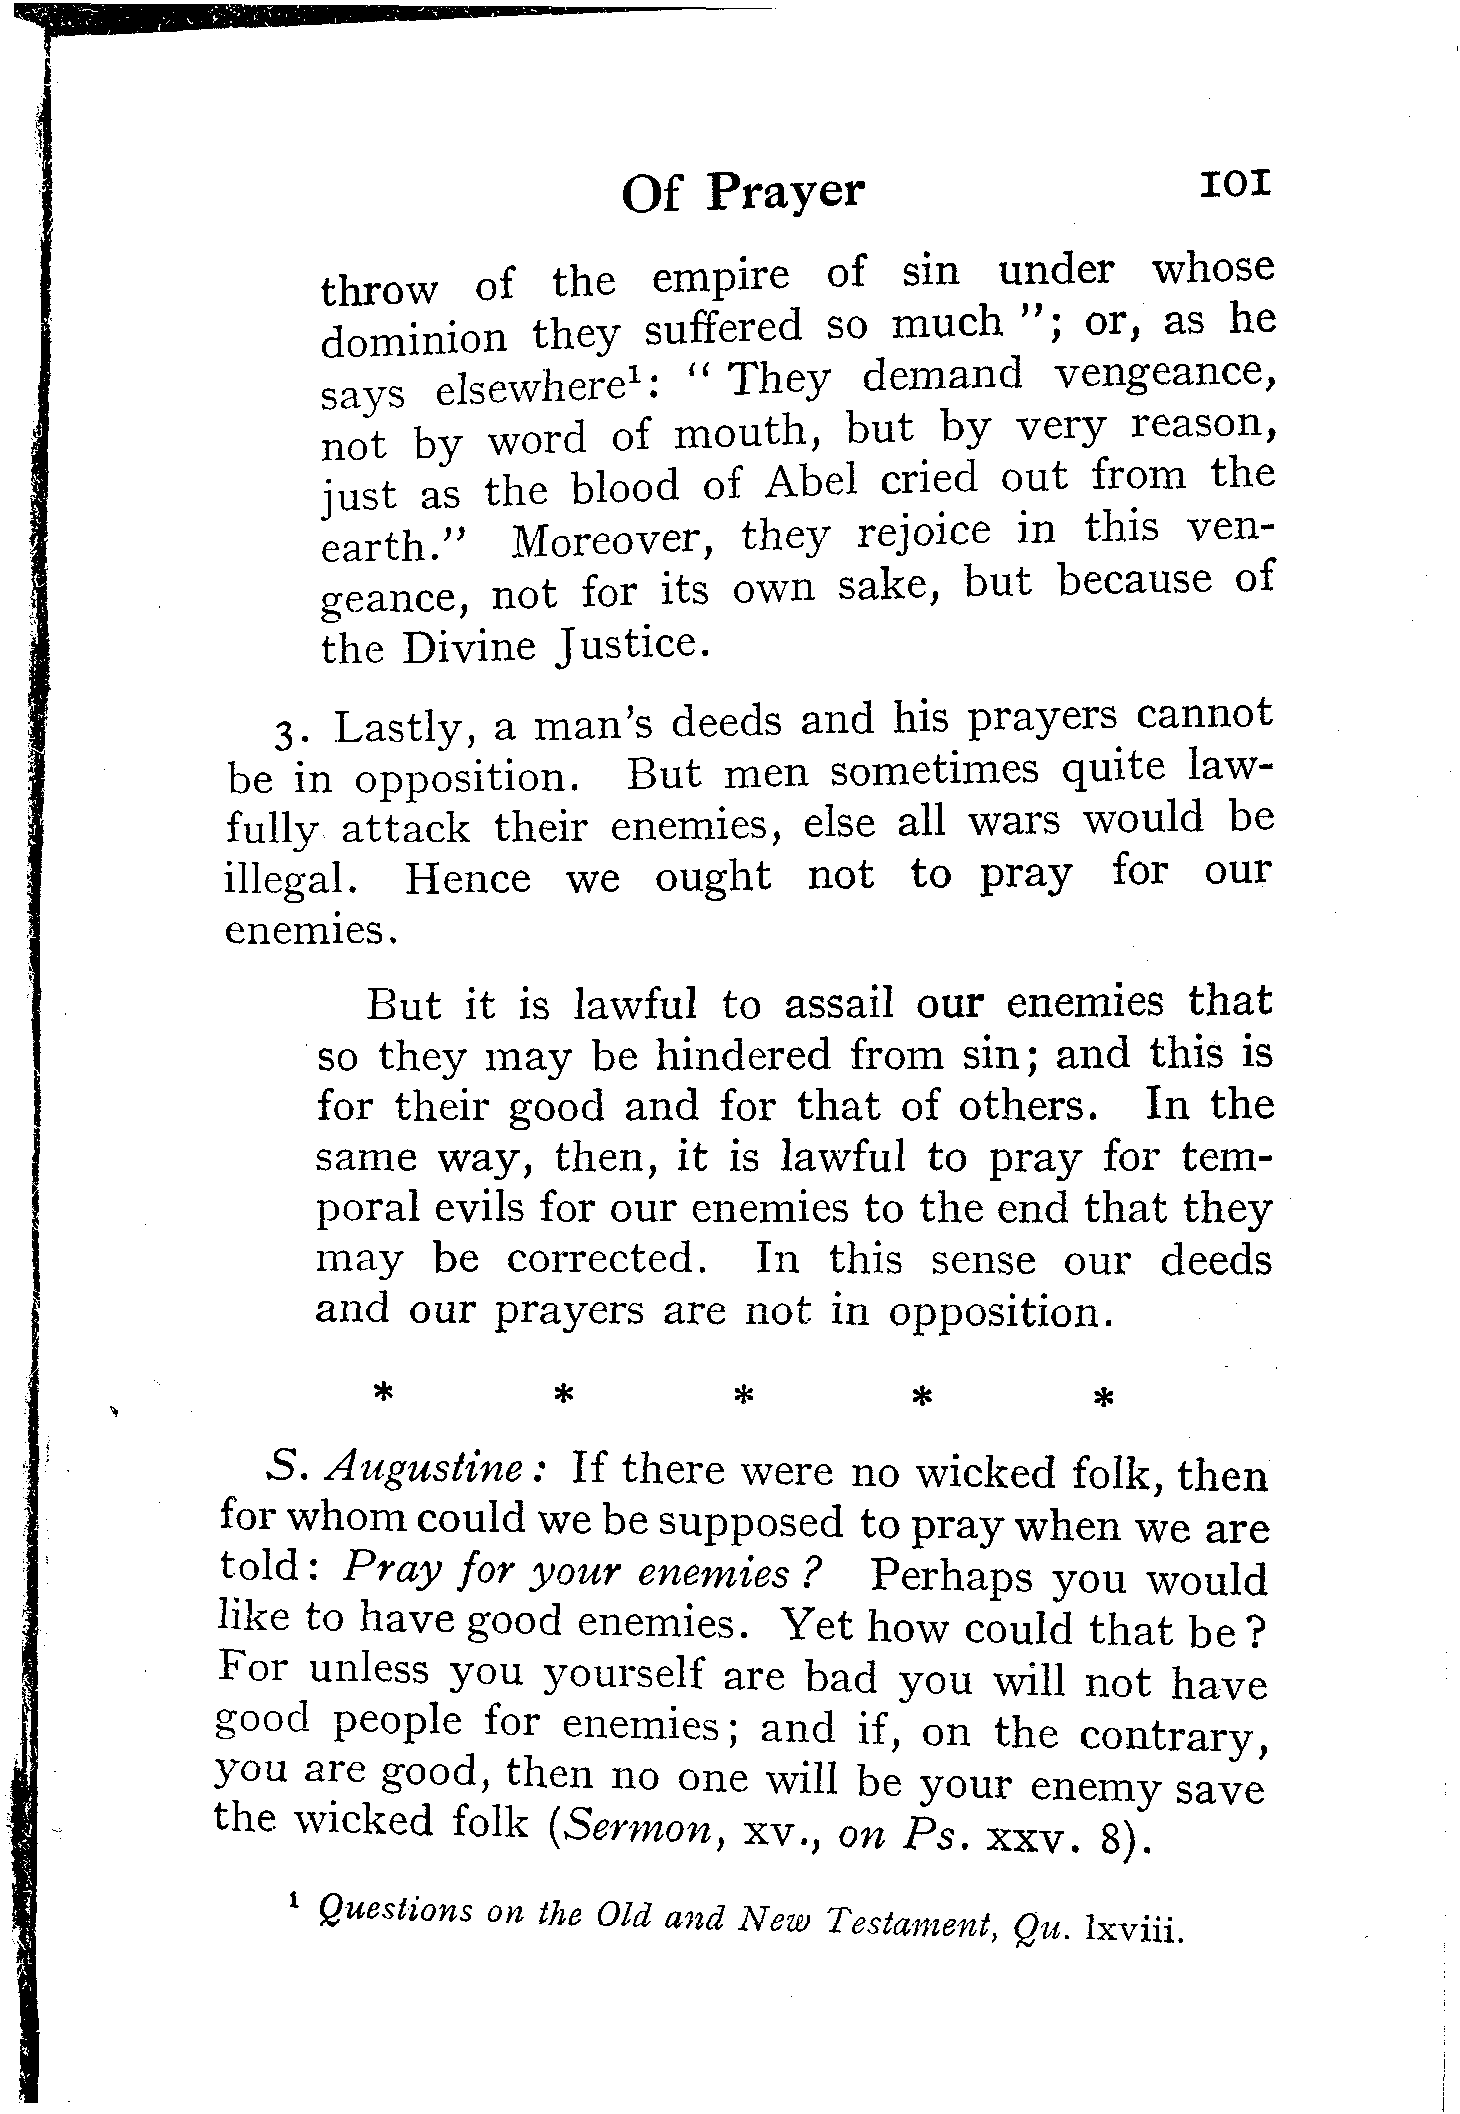 Of Prayer 101
throw of the empire of sin under whose
dominion they suffered so much "; or, as he
says elsewhere¹: " They demand vengeance,
not by word of mouth, but by very reason,
just as the blood of Abel cried out from the
earth." Moreover, they rejoice in this ven-
geance, not for its own sake, but because of
the Divine Justice.
3. Lastly, a man's deeds and his prayers cannot
be in opposition. But men sometimes quite law-
fully attack their enemies, else all wars would be
illegal. Hence we ought not to pray for our
enemies.
But it is lawful to assail our enemies that
so they may be hindered from sin; and this is
for their good and for that of others. In the
same way, then, it is lawful to pray for tem-
poral evils for our enemies to the end that they
may be corrected. In this sense our deeds
and our prayers are not in opposition.
* * * * *
S. Augustine: If there were no wicked folk, then
for whom could we be supposed to pray when we are
told: Pray for your enemies? Perhaps you would
like to have good enemies. Yet how could that be?
For unless you yourself are bad you will not have
good people for enemies; and if, on the contrary,
you are good, then no one will be your enemy save
the wicked folk (Sermon, xv., on Ps. xxv. 8).
¹ Questions on the Old and New Testament, Qu. lxviii.